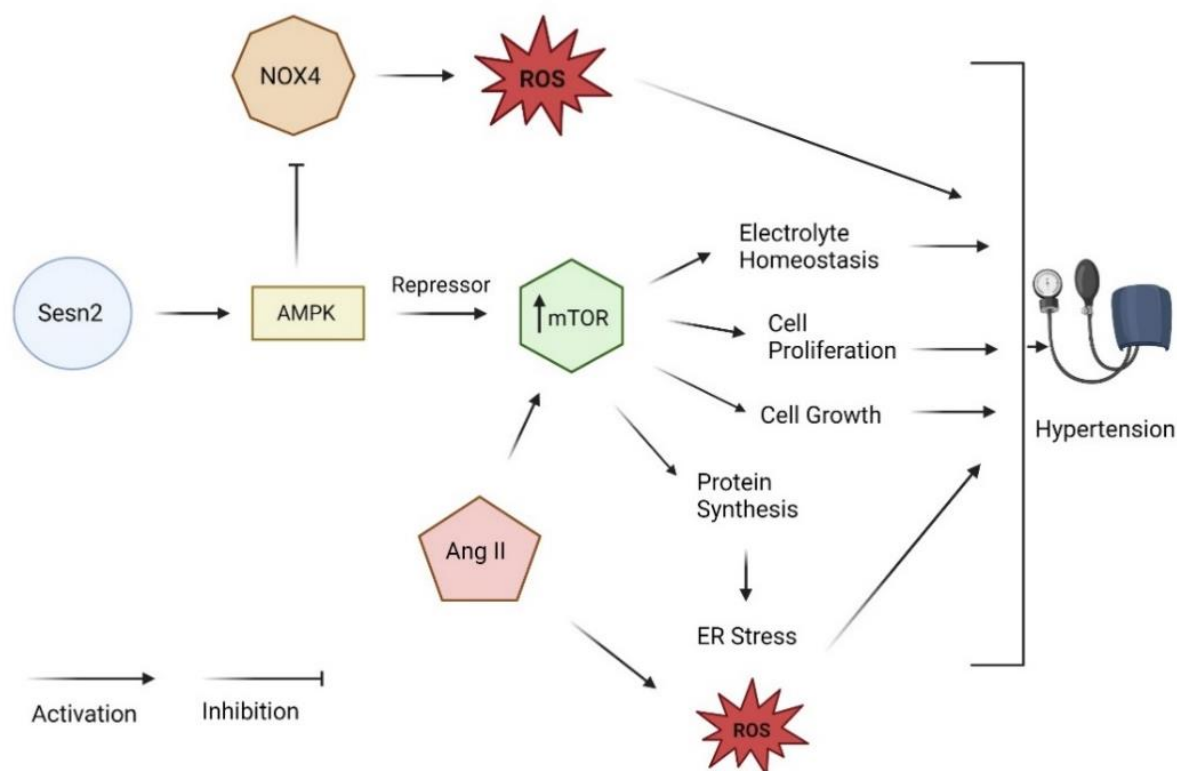 NOX4
ROS
Sesn2
AMPK
Repressor
mTOR
Electrolyte
Homeostasis
Cell
Proliferation
Cell Growth
Protein
Synthesis
Hypertension
Ang II
ER Stress
ROS
Activation
Inhibition